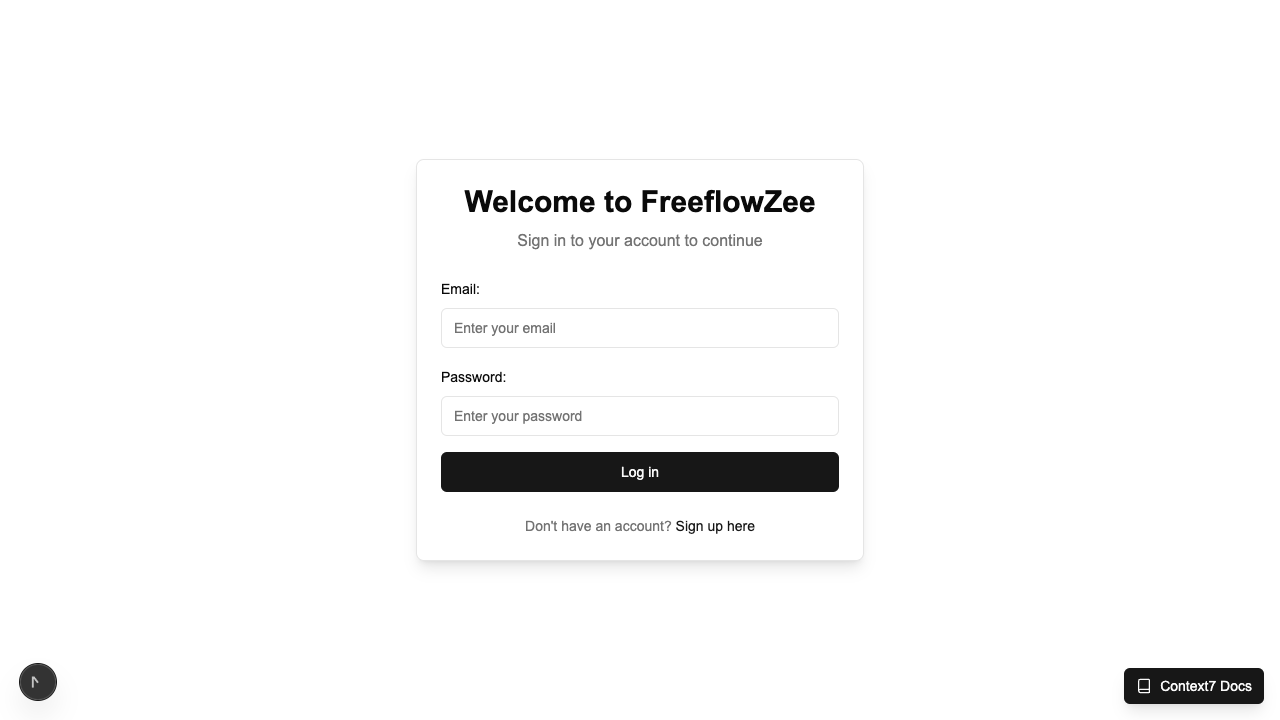 Welcome to FreeflowZee
Sign in to your account to continue
Email:
Enter your email
Password:
Enter your password
Log in
Don't have an account? Sign up here
Context7 Docs